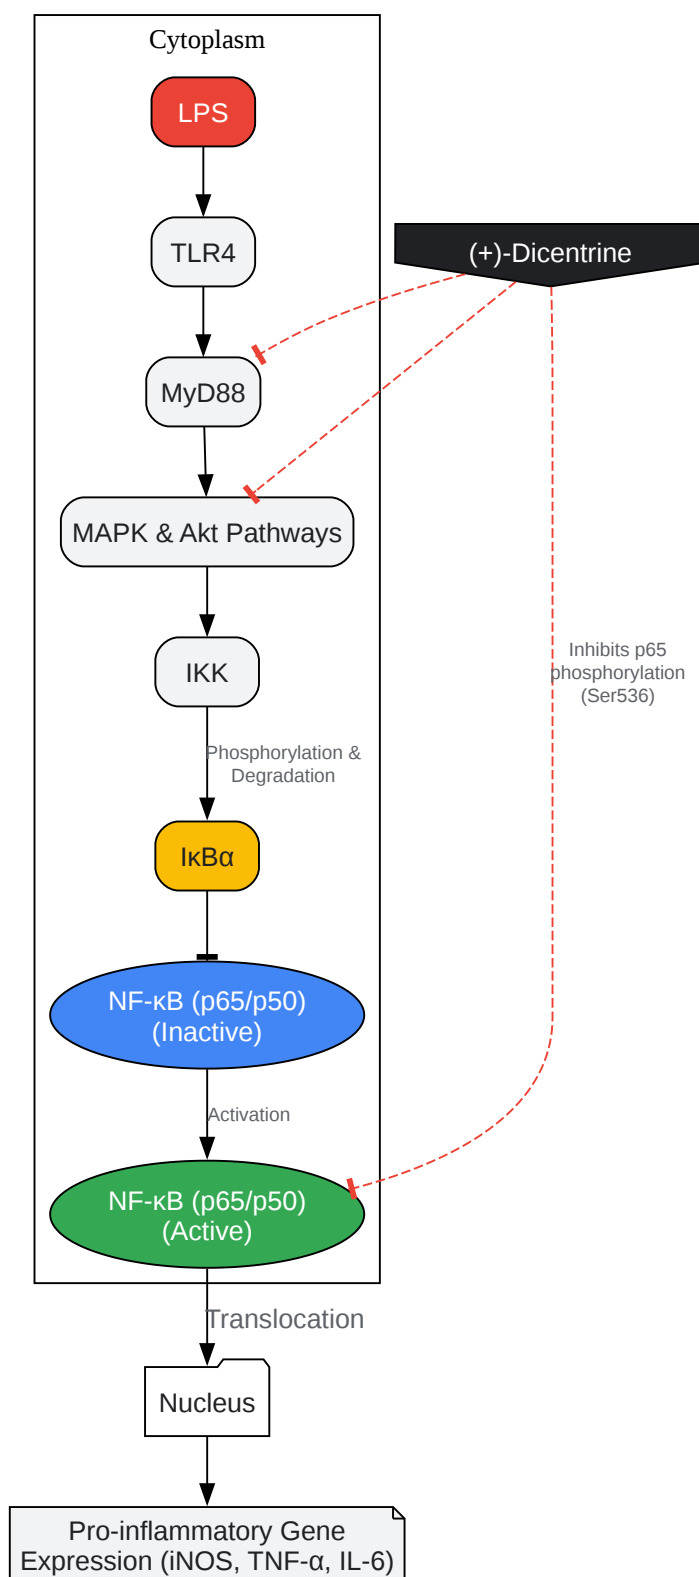 Cytoplasm
LPS
TLR4
(+)-Dicentrine
MyD88
MAPK & Akt Pathways
IKK
Inhibits p65
phosphorylation
(Ser536)
Phosphorylation &
Degradation
IκBα
NF-κB (p65/p50)
(Inactive)
Activation
NF-κB (p65/p50)
(Active)
Translocation
Nucleus
Pro-inflammatory Gene
Expression (iNOS, TNF-α, IL-6)